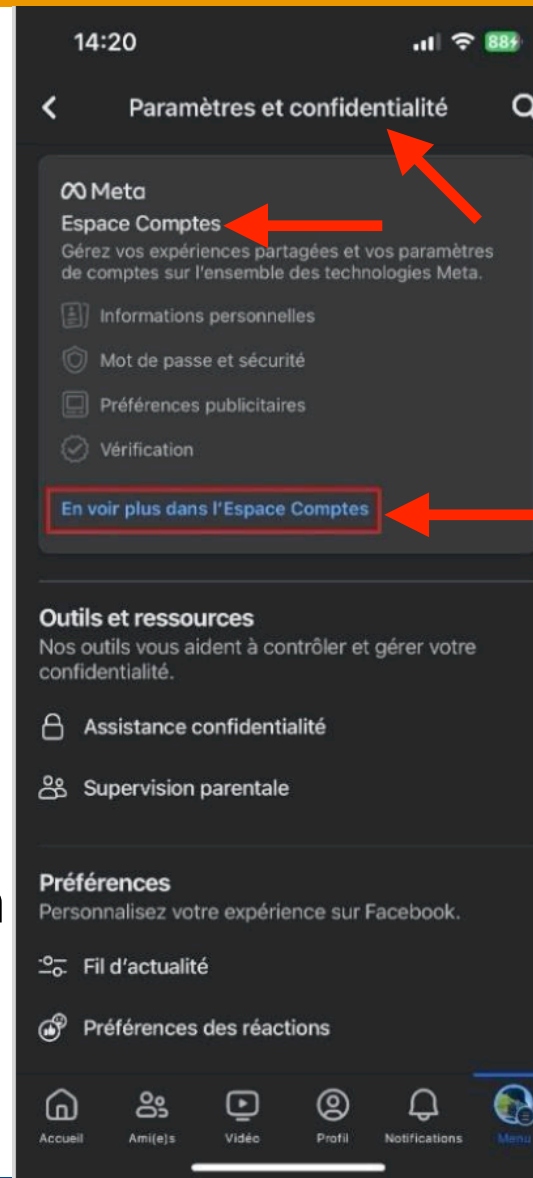 14:20
88
Paramètres et confidentialité
Meta
Espace Comptes
Gérez vos expériences partagées et vos paramètres
de comptes sur l'ensemble des technologies Meta.
Informations personnelles
Mot de passe et sécurité
Préférences publicitaires
Vérification
En voir plus dans l'Espace Comptes
Outils et ressources
Nos outils vous aident à contrôler et gérer votre
confidentialité.
Assistance confidentialité
Supervision parentale
Préférences
Personnalisez votre expérience sur Facebook.
Fil d'actualité
Préférences des réactions
Accueil Ami(e)s Vidéo Profil Notifications Menu